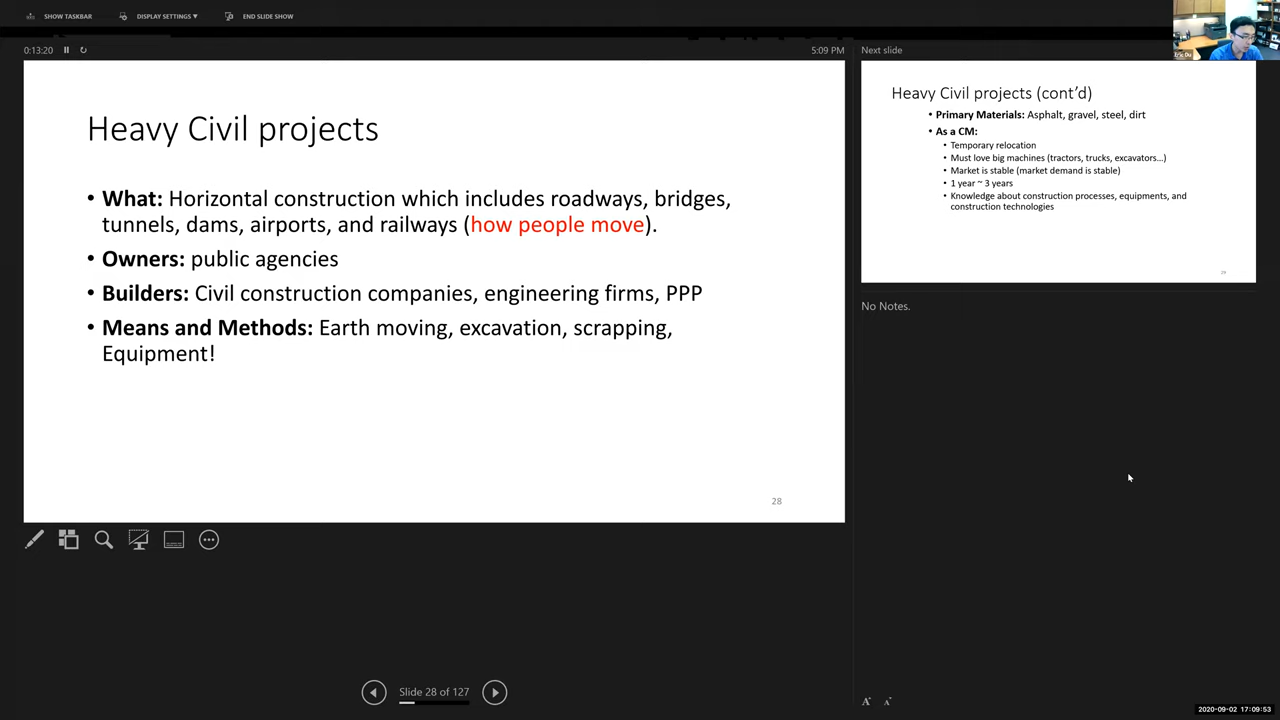 SHOW TASKBAR
DISPLAY SETTINGS ▼
END SLIDE SHOW
0:13:20
5:09 PM
Next slide
Heavy Civil projects
• What: Horizontal construction which includes roadways, bridges,
tunnels, dams, airports, and railways (how people move).
• Owners: public agencies
• Builders: Civil construction companies, engineering firms, PPP
• Means and Methods: Earth moving, excavation, scrapping,
Equipment!
28
Heavy Civil projects (cont’d)
• Primary Materials: Asphalt, gravel, steel, dirt
• As a CM:
• Temporary relocation
• Must love big machines (tractors, trucks, excavators…)
• Market is stable (market demand is stable)
• 1 year ~ 3 years
• Knowledge about construction processes, equipments, and
construction technologies
29
No Notes.
Slide 28 of 127
Eric Du
2020-09-02 17:09:53